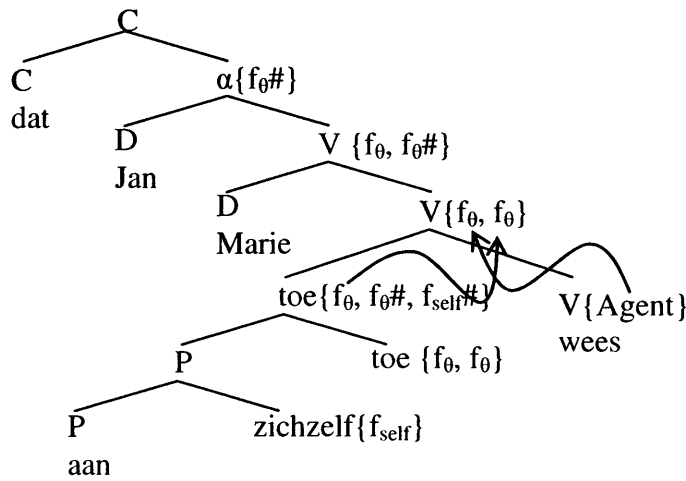 C
C
α{fθ#}
dat
D
V {fθ, fθ#}
Jan
D
V{fθ, fθ}
Marie
toe{fθ, fθ#, fself#}
V{Agent}
wees
P
toe {fθ, fθ}
P
zichzelf{fself}
aan